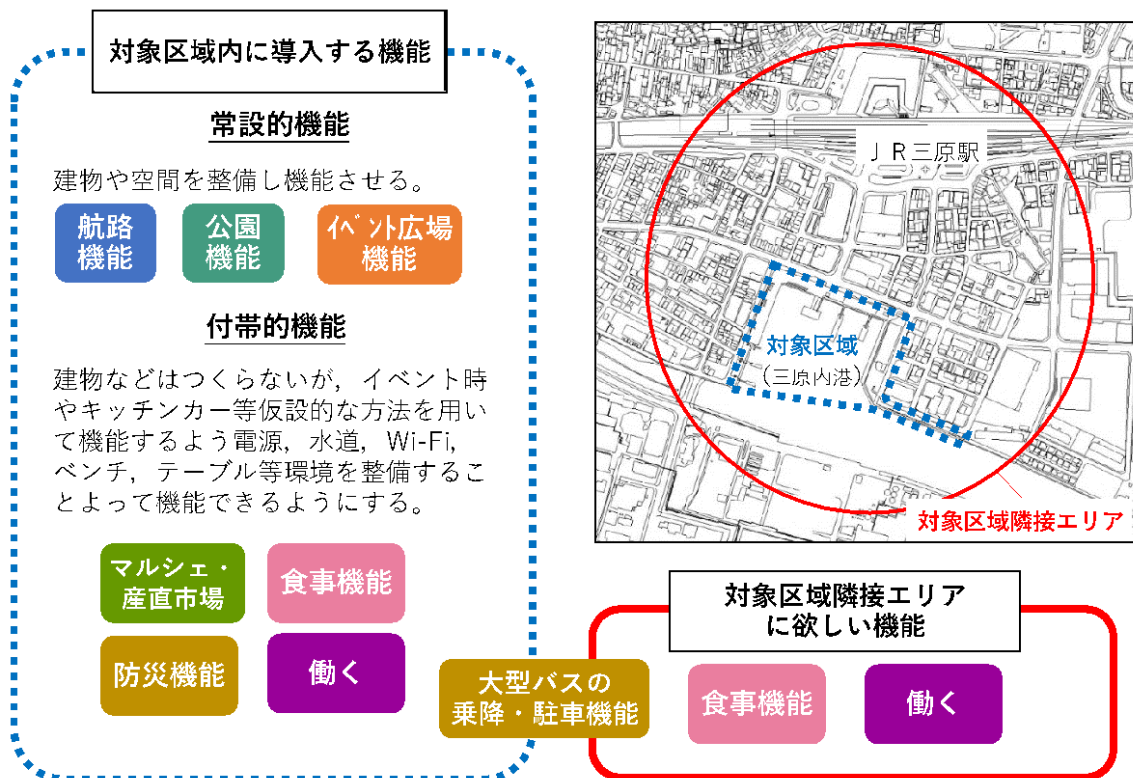 対象区域内に導入する機能
常設的機能
建物や空間を整備し機能させる。
航路
機能
公園
機能
ｲﾍﾞﾝﾄ広場
機能
付帯的機能
建物などはつくらないが，イベント時
やキッチンカー等仮設的な方法を用い
て機能するよう電源，水道，Wi-Fi，
ベンチ，テーブル等環境を整備するこ
とよって機能できるようにする。
マルシェ・
産直市場
食事機能
防災機能
働く
大型バスの
乗降・駐車機能
ＪＲ三原駅
対象区域
（三原内港）
対象区域隣接エリア
対象区域隣接エリア
に欲しい機能
食事機能
働く